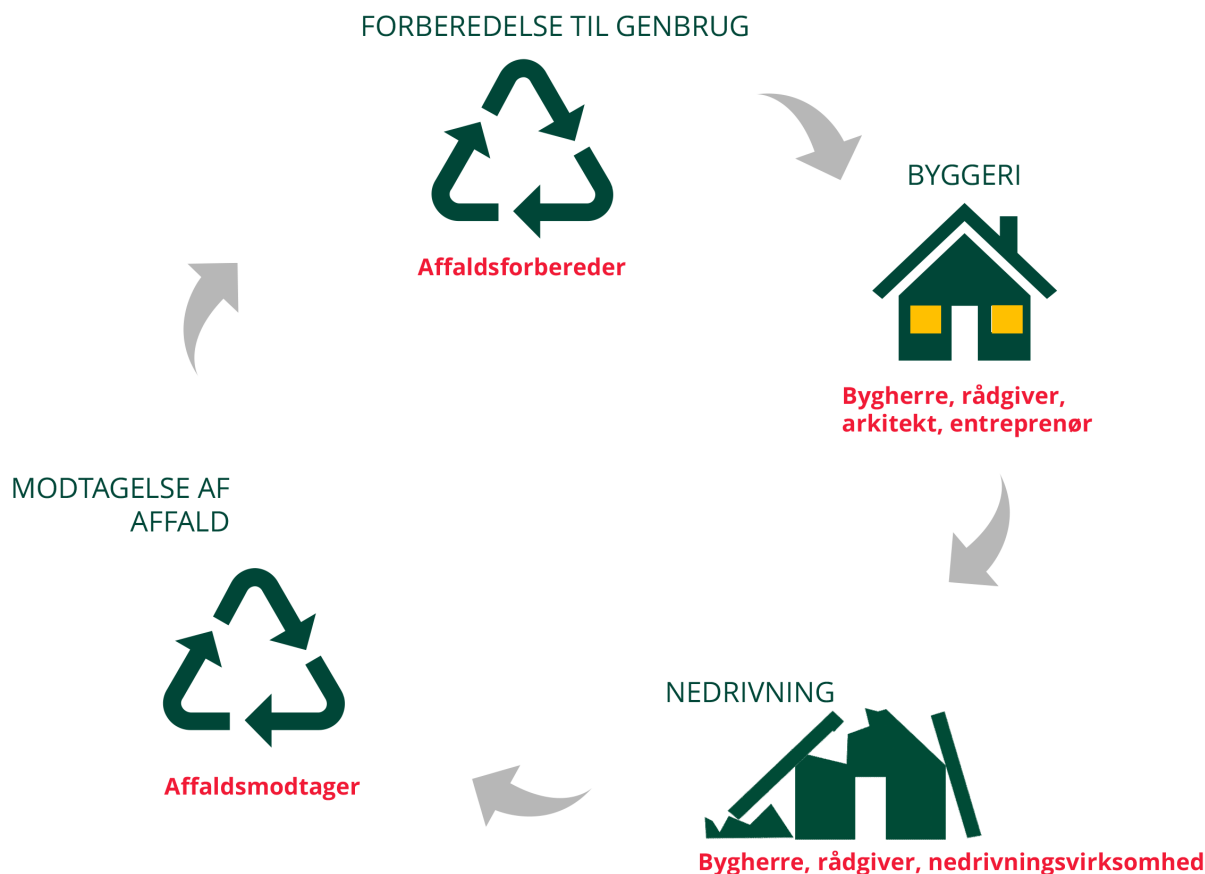 FORBEREDELSE TIL GENBRUG
Affaldsforbereder
BYGGERI
Bygherre, rådgiver,
arkitekt, entreprenør
MODTAGELSE AF
AFFALD
Affaldsmodtager
NEDRIVNING
Bygherre, rådgiver, nedrivningsvirksomhed